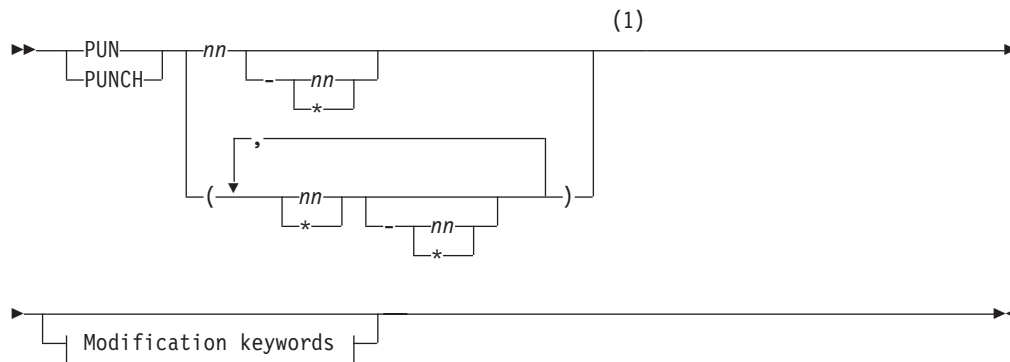 (1)
PUN nn
PUNCH - nn
*
,
( nn )
* - nn
*
Modification keywords